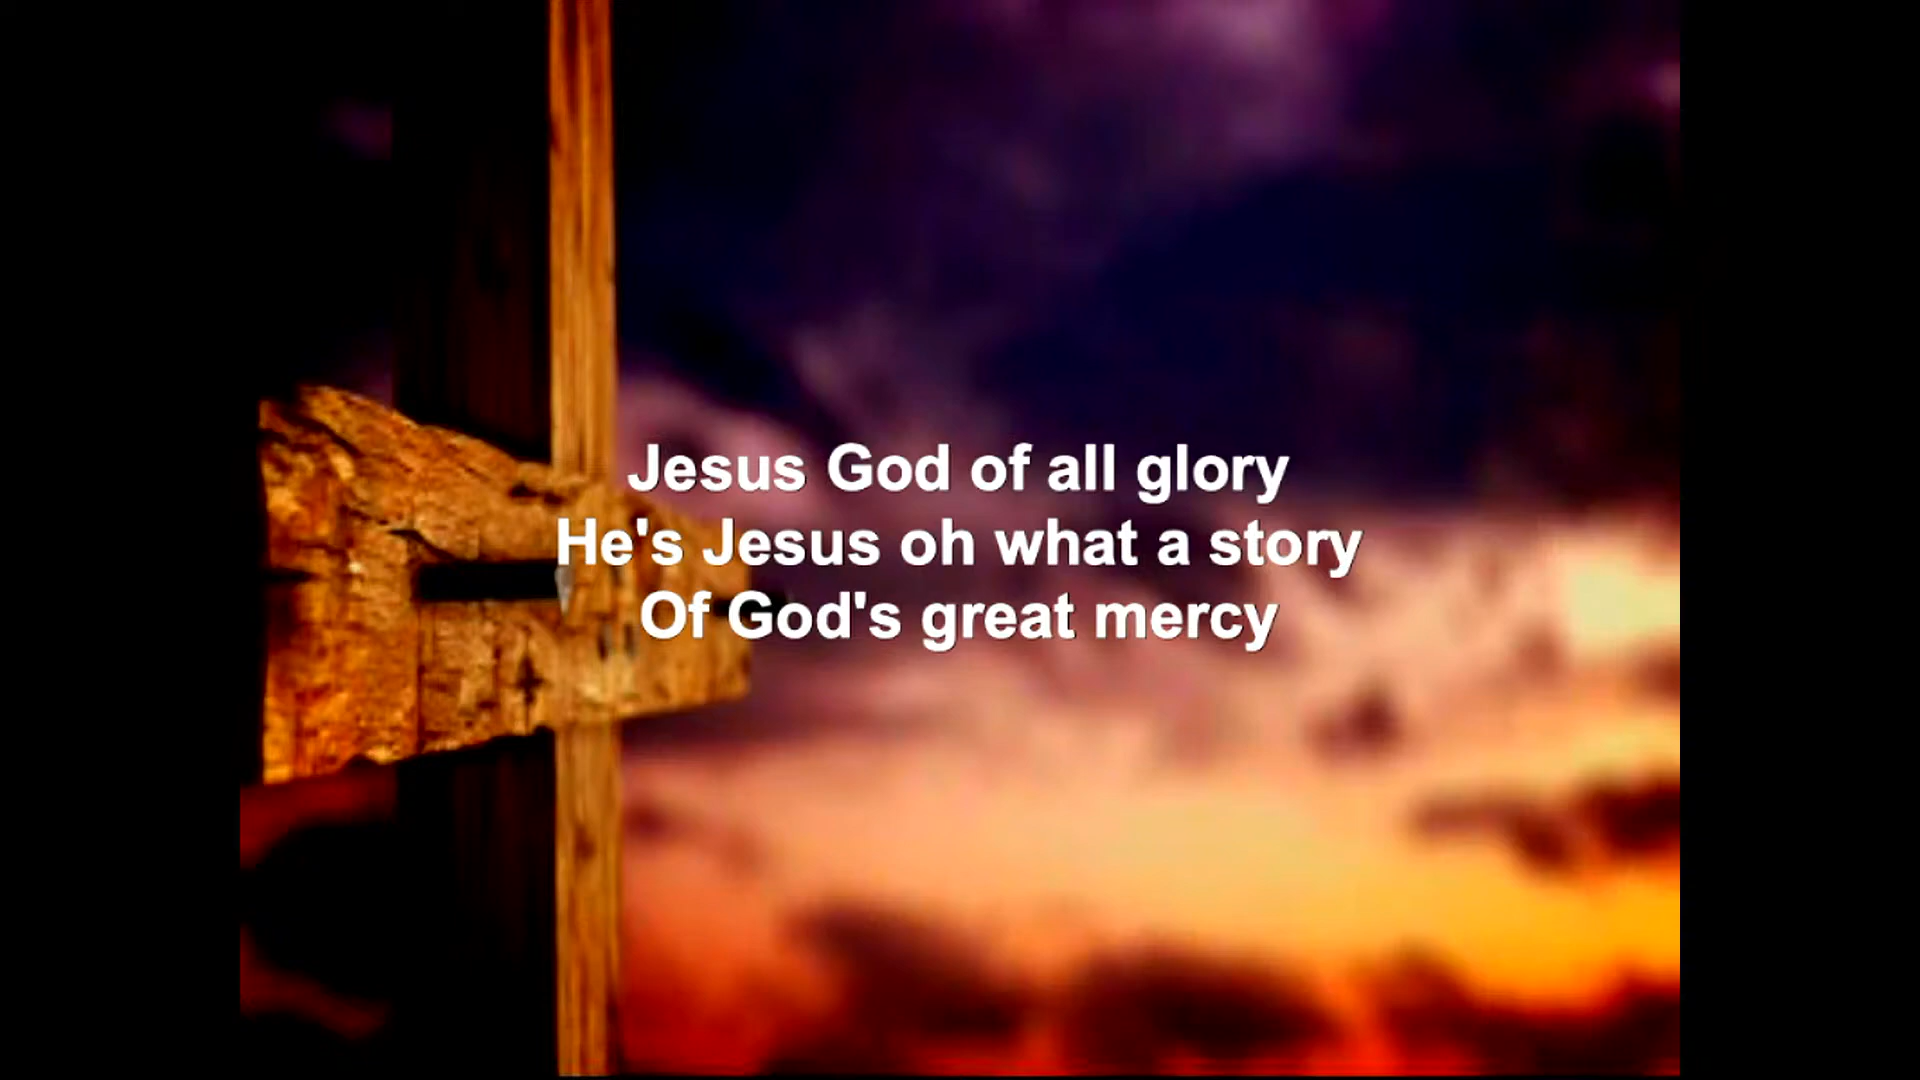 Jesus God of all glory
He's Jesus oh what a story
Of God's great mercy